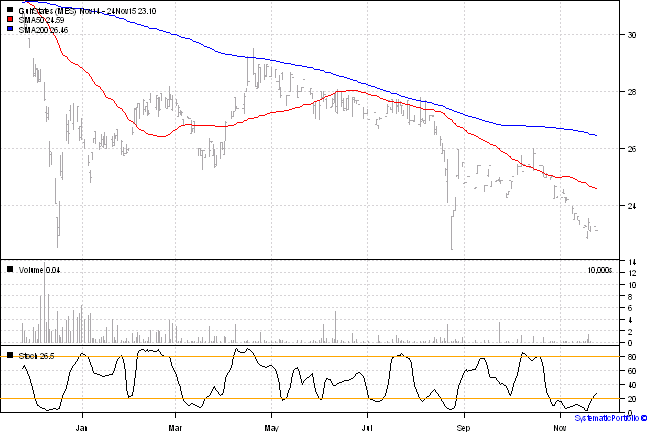 Gulf States (MES) Nov14 - 24Nov15 23.10
SMA50 24.59
SMA200 26.46
30
28
26
24
14
Volume 0.04
10,000s
12
10
8
6
4
2
0
Stoch 26.5
80
60
40
20
0
Jan Mar May Jul Sep Nov
SystematicPortfolio ©